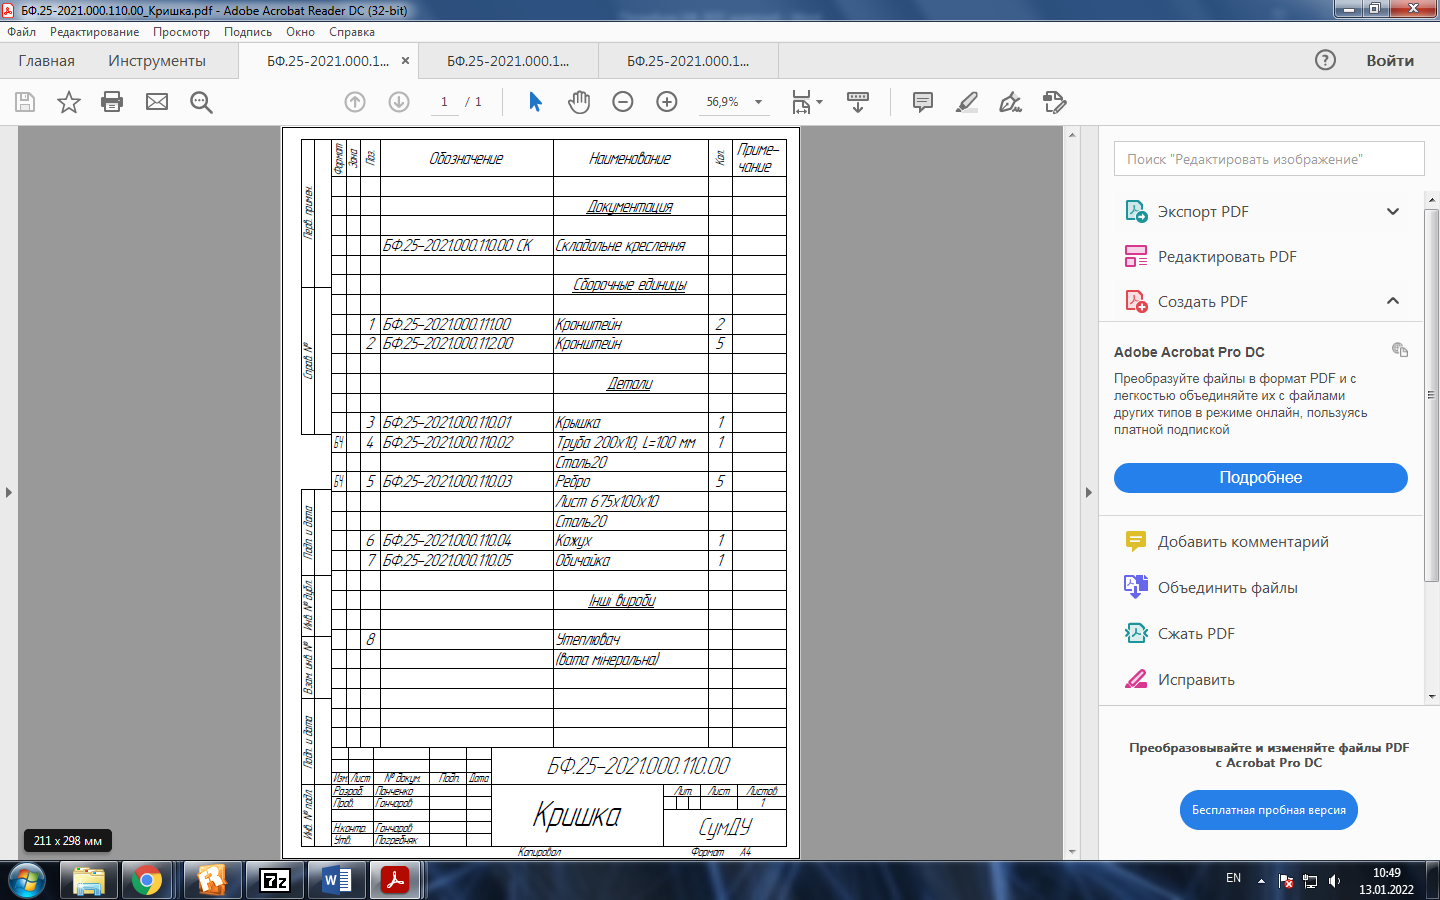 БФ.25-2021.000.110.00_Кришка.pdf - Adobe Acrobat Reader DC (32-bit)
Файл Редактирование Просмотр Подпись Окно Справка
Главная Инструменты БФ.25-2021.000.1... × БФ.25-2021.000.1... БФ.25-2021.000.1... Войти
1 / 1 56,9%
Формат Зона Поз. Обозначение Наименование Кол. Приме-
чание
Перв. примен.
Документация
БФ.25-2021.000.110.00 СК Складальне креслення
Сборочные единицы
1 БФ.25-2021.000.111.00 Кронштейн 2
2 БФ.25-2021.000.112.00 Кронштейн 5
Справ. №
Детали
3 БФ.25-2021.000.110.01 Крышка 1
БЧ 4 БФ.25-2021.000.110.02 Труба 200х10, L=100 мм 1
Сталь20
БЧ 5 БФ.25-2021.000.110.03 Ребро 5
Лист 675х100х10
Сталь20
6 БФ.25-2021.000.110.04 Кожух 1
7 БФ.25-2021.000.110.05 Обичайка 1
Подп. и дата
Інші вироби
Инв. № дубл.
8 Утеплювач
(вата мінеральна)
Взам. инв. №
Подп. и дата
Инв. № подл.
БФ.25-2021.000.110.00
Изм. Лист № докум. Подп. Дата
Разраб. Панченко
Пров. Гончаров
Н.контр. Гончаров
Утв. Погребняк
Кришка
Лит. Лист Листов
1
СумДУ
Копировал Формат А4
211 x 298 мм
Поиск "Редактировать изображение"
Экспорт PDF
Редактировать PDF
Создать PDF
Adobe Acrobat Pro DC
Преобразуйте файлы в формат PDF и с
легкостью объединяйте их с файлами
других типов в режиме онлайн, пользуясь
платной подпиской
Подробнее
Добавить комментарий
Объединить файлы
Сжать PDF
Исправить
Преобразовывайте и изменяйте файлы PDF
с Acrobat Pro DC
Бесплатная пробная версия
7z
EN
10:49
13.01.2022